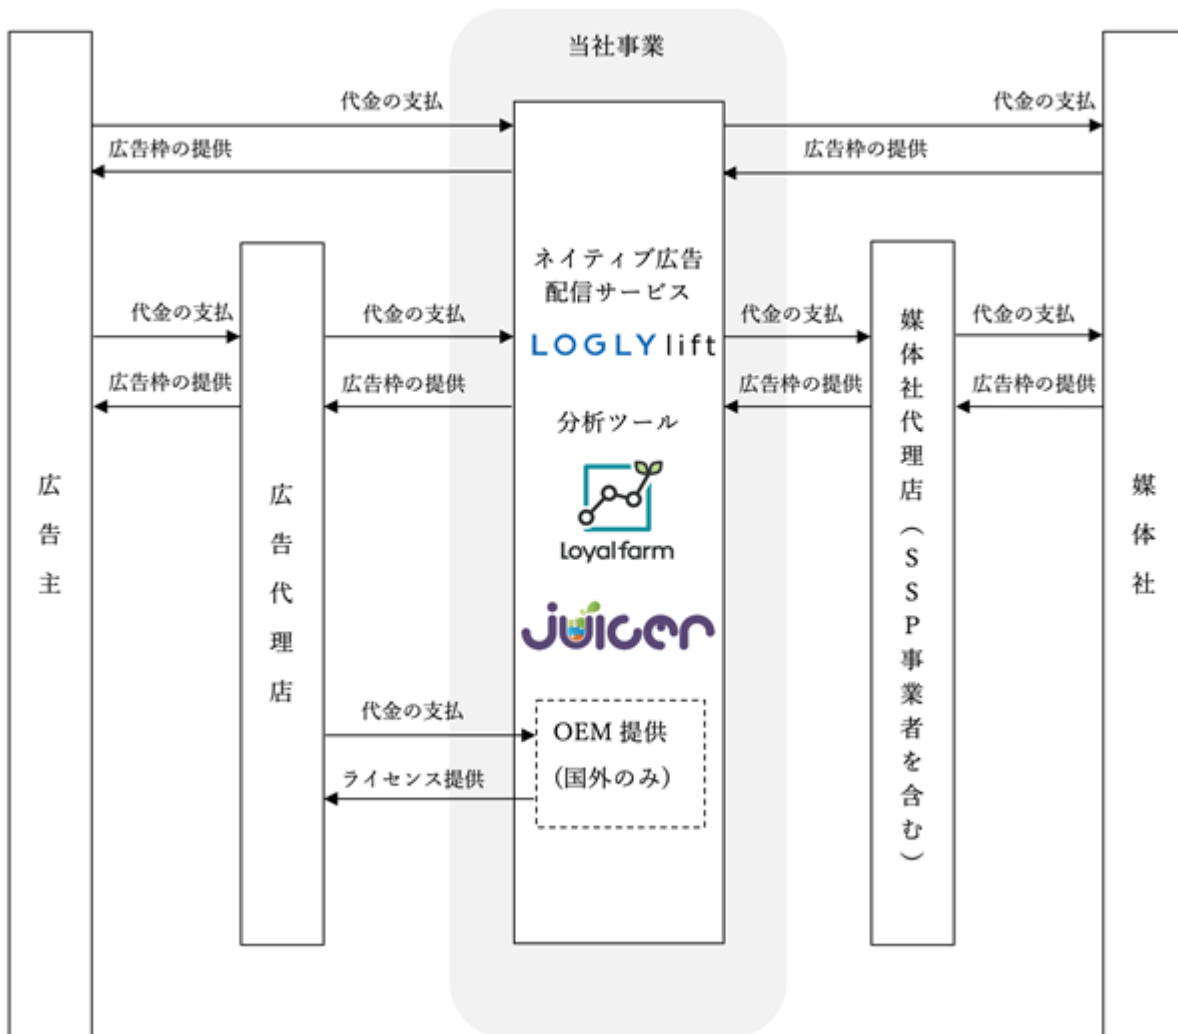 当社事業
代金の支払
代金の支払
広告枠の提供
広告枠の提供
ネイティブ広告
配信サービス
LOGLY lift
代金の支払
代金の支払
代金の支払
代金の支払
広告枠の提供
広告枠の提供
広告枠の提供
広告枠の提供
分析ツール
Loyalfarm
juicer
広告主
広告代理店
媒体社代理店（SSP事業者を含む）
媒体社
代金の支払
OEM 提供
ライセンス提供
（国外のみ）